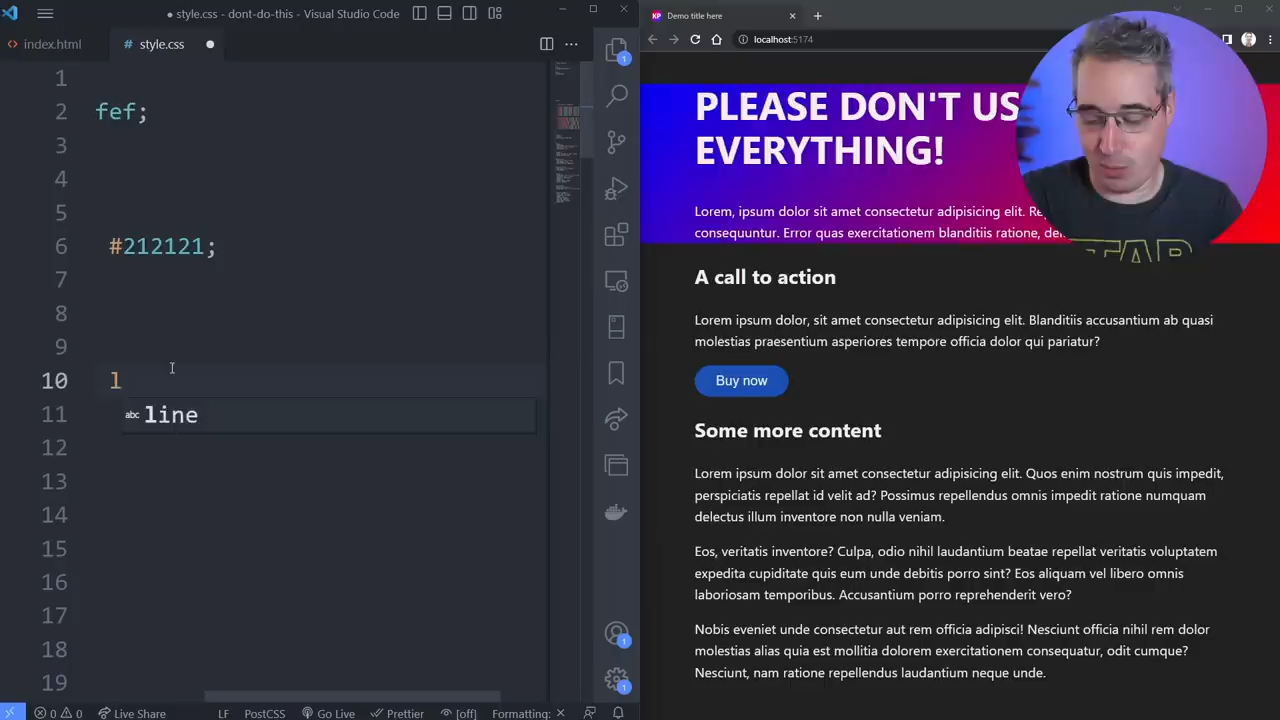 style.css - dont-do-this - Visual Studio Code
index.html
# style.css
1
2 fef;
3
4
5
6 #212121;
7
8
9
10 l
abc line
11
12
13
14
15
16
17
18
19
1
1
1
0 0
Live Share
LF
PostCSS
Go Live
Prettier
[off]
Formatting:
KP Demo title here
localhost:5174
PLEASE DON'T US
EVERYTHING!
Lorem, ipsum dolor sit amet consectetur adipisicing elit.
consequuntur. Error quas exercitationem blanditiis ratione,
A call to action
Lorem ipsum dolor, sit amet consectetur adipisicing elit. Blanditiis accusantium ab quasi
molestias praesentium asperiores tempore officia dolor qui pariatur?
Buy now
Some more content
Lorem ipsum dolor sit amet consectetur adipisicing elit. Quos enim nostrum quis impedit,
perspiciatis repellat id velit ad? Possimus repellendus omnis impedit ratione numquam
delectus illum inventore non nulla veniam.
Eos, veritatis inventore? Culpa, odio nihil laudantium beatae repellat veritatis voluptatem
expedita cupiditate quis eum unde debitis porro sint? Eos aliquam vel libero omnis
laboriosam temporibus. Accusantium porro reprehenderit vero?
Nobis eveniet unde consectetur aut rem officia adipisci! Nesciunt officia nihil rem dolor
molestias alias quia est mollitia dolorem exercitationem consequatur, odit cumque?
Nesciunt, nam ratione repellendus laudantium neque unde.